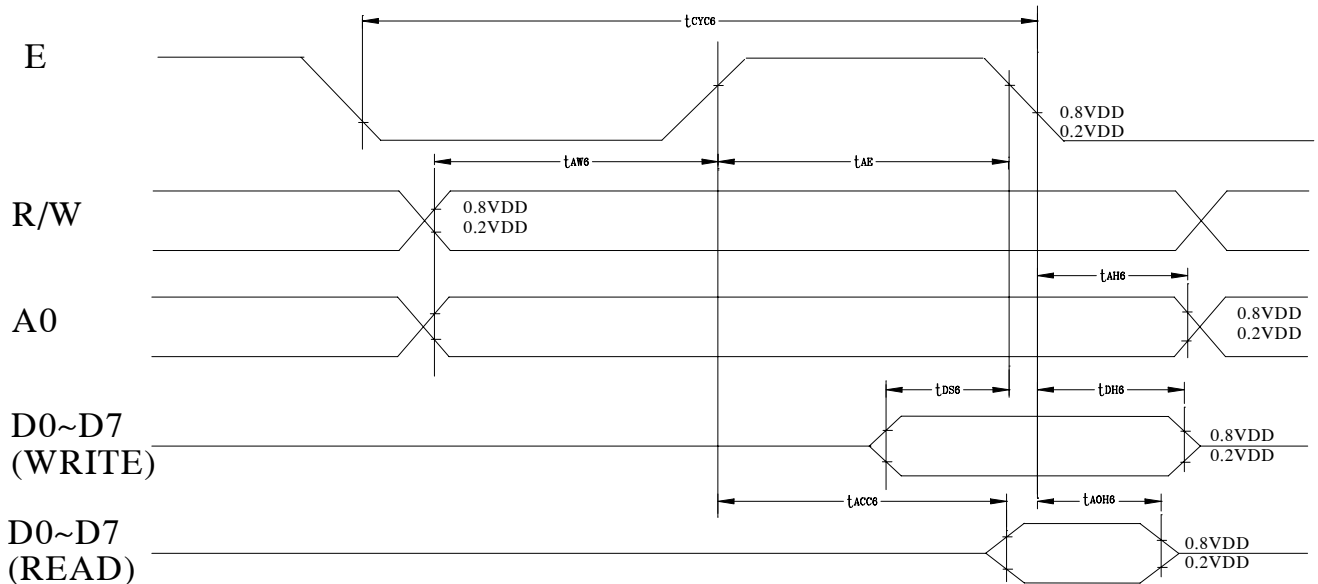 tCYC6
E
0.8VDD
0.2VDD
tAW6
tAE
R/W
0.8VDD
0.2VDD
tAH6
A0
0.8VDD
0.2VDD
tDS6
tDH6
D0~D7
(WRITE)
0.8VDD
0.2VDD
tACC6
tAOH6
D0~D7
(READ)
0.8VDD
0.2VDD